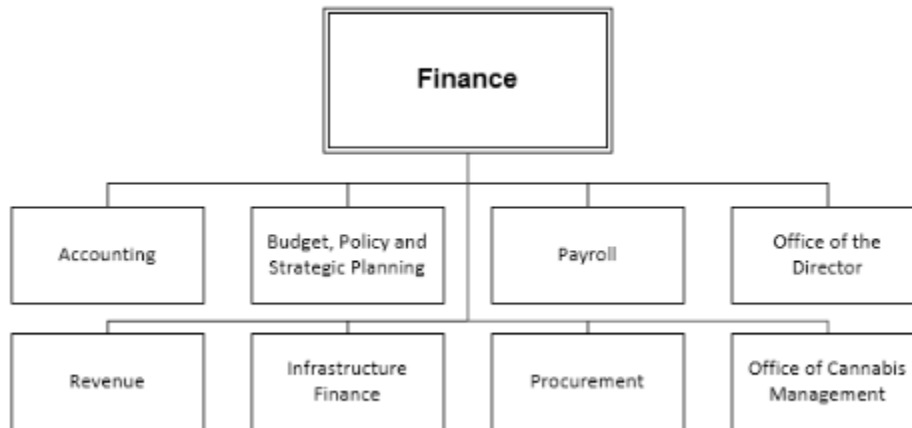 Finance
Accounting
Budget, Policy and
Strategic Planning
Payroll
Office of the
Director
Revenue
Infrastructure
Finance
Procurement
Office of Cannabis
Management